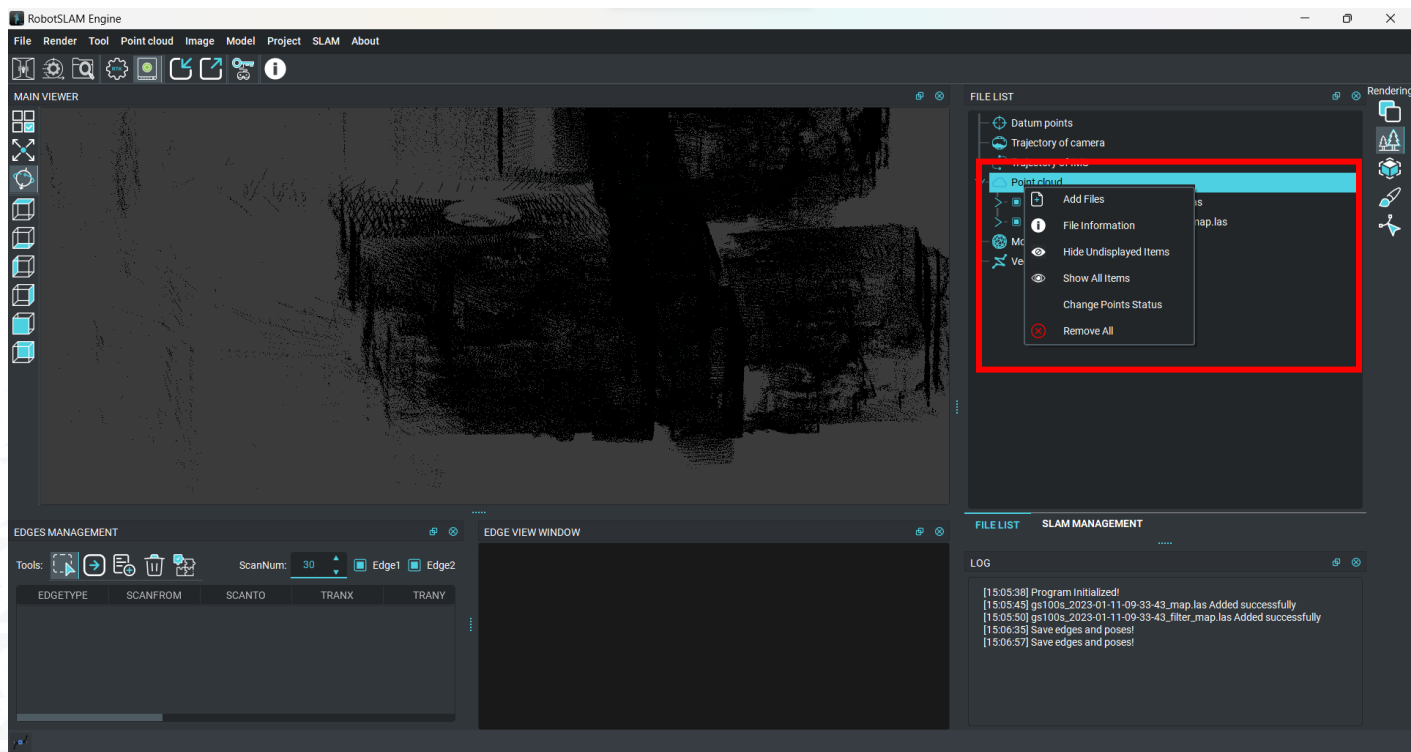 RobotSLAM Engine
File Render Tool Point cloud Image Model Project SLAM About
RTK
MAIN VIEWER
FILE LIST
Rendering
Datum points
Trajectory of camera
Point cloud
Add Files
File Information
map.las
Hide Undisplayed Items
Show All Items
Change Points Status
Remove All
EDGES MANAGEMENT
EDGE VIEW WINDOW
FILE LIST SLAM MANAGEMENT
Tools: ScanNum: 30 Edge1 Edge2
EDGETYPE SCANFROM SCANTO TRANX TRANY
LOG
[15:05:38] Program Initialized!
[15:05:45] gs100s_2023-01-11-09-33-43_map.las Added successfully
[15:05:50] gs100s_2023-01-11-09-33-43_filter_map.las Added successfully
[15:06:35] Save edges and poses!
[15:06:57] Save edges and poses!